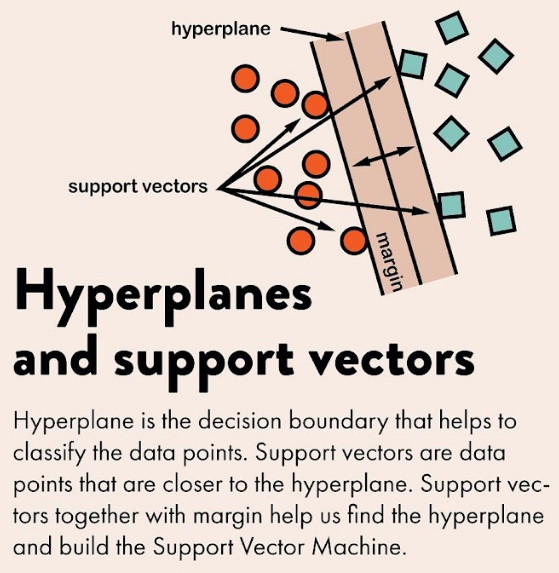 hyperplane
support vectors
margin
Hyperplanes
and support vectors
Hyperplane is the decision boundary that helps to
classify the data points. Support vectors are data
points that are closer to the hyperplane. Support vec-
tors together with margin help us find the hyperplane
and build the Support Vector Machine.